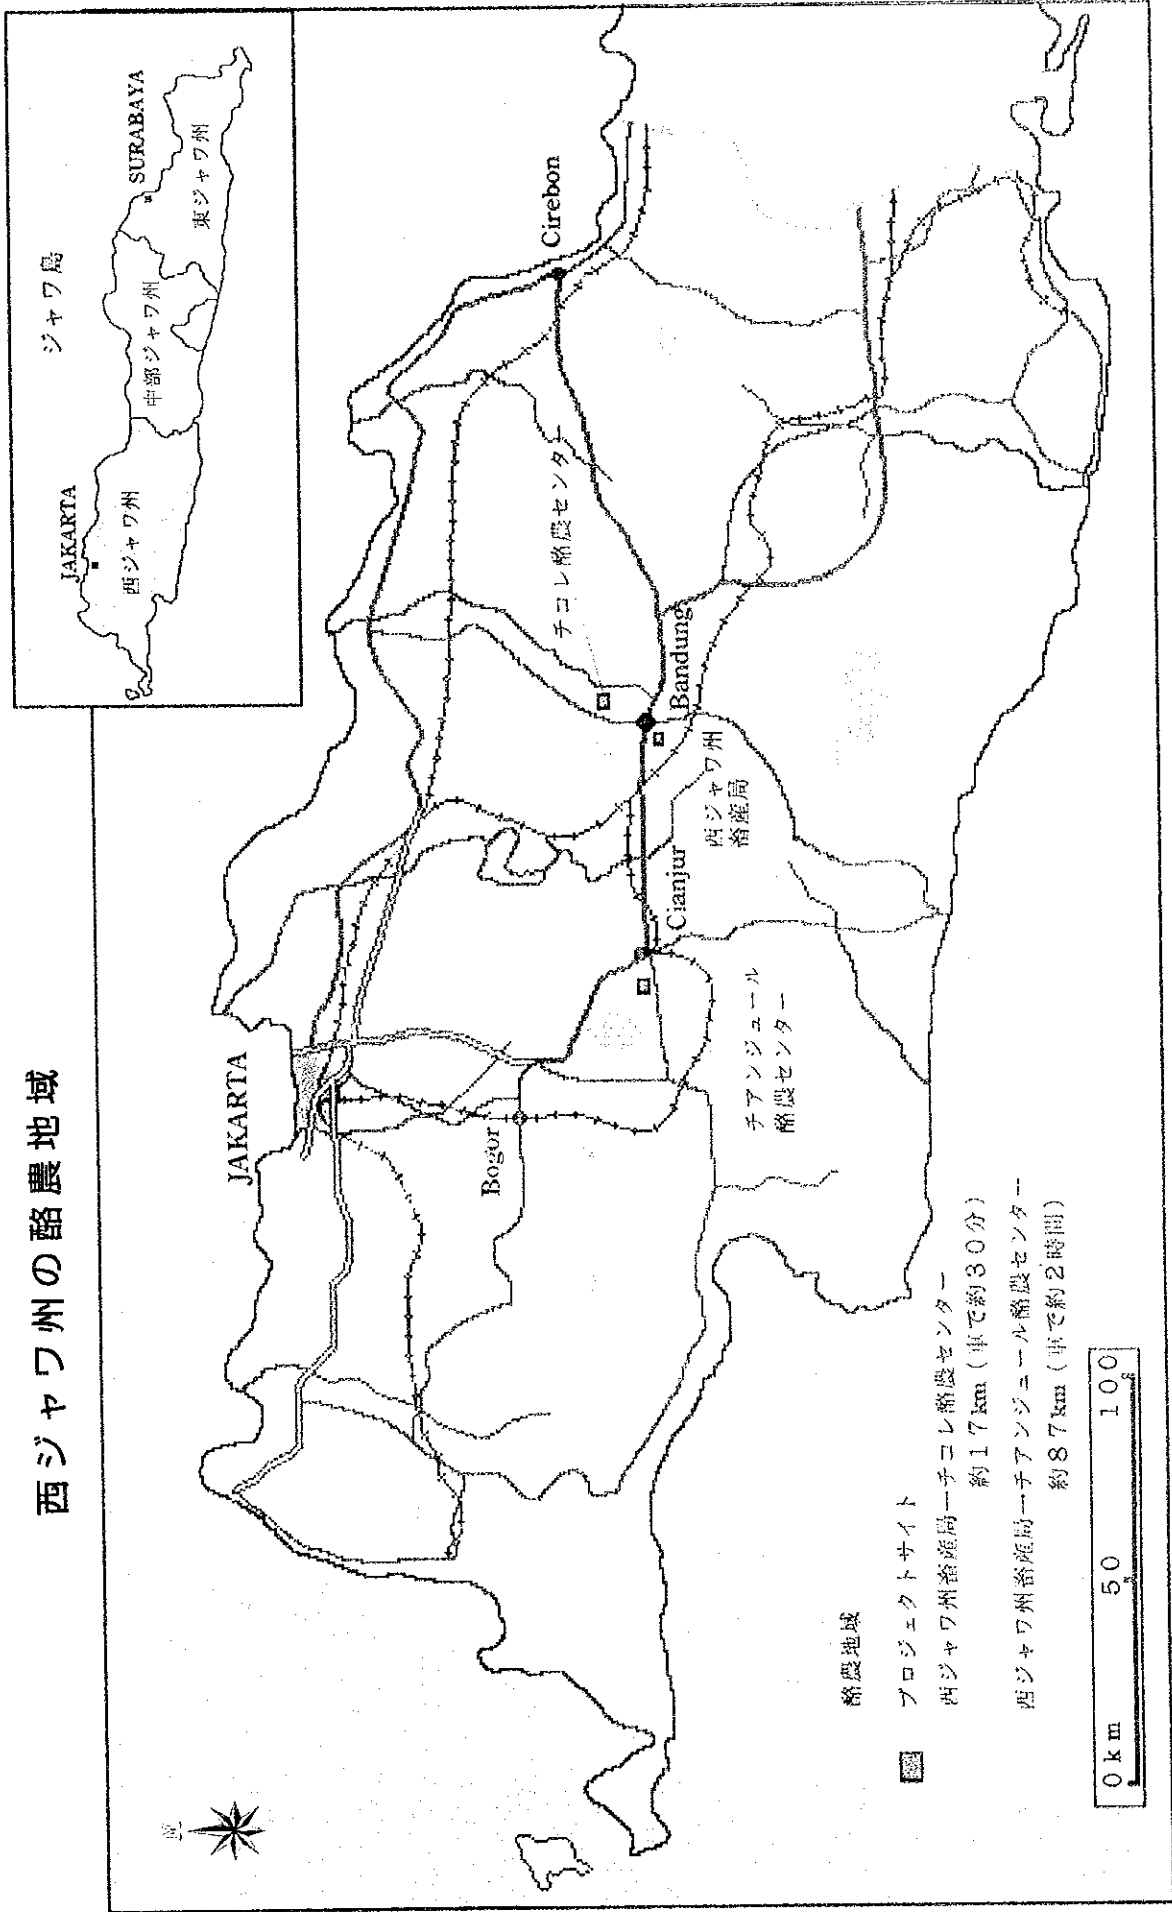 西ジャワ州の酪農地域
ジャワ島
JAKARTA
SURABAYA
西ジャワ州
中部ジャワ州
東ジャワ州
JAKARTA
Bogor
Cirebon
チコレ酪農センター
Bandung
Cianjur
西ジャワ州
畜産局
チアンジュール
酪農センター
酪農地域
プロジェクトサイト
西ジャワ州畜産局―チコレ酪農センター
約17km(車で約30分)
西ジャワ州畜産局―チアンジュール酪農センター
約87km(車で約2時間)
0km 50 100